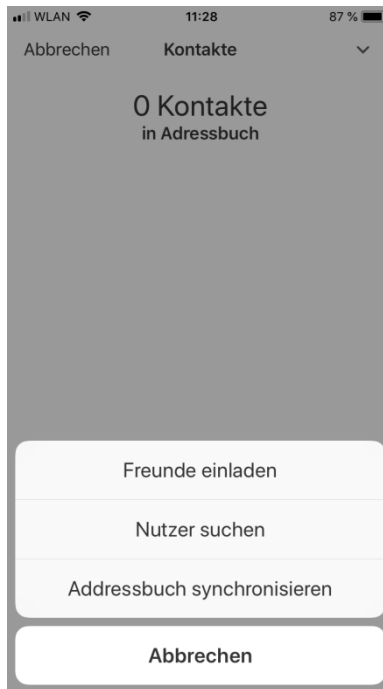 WLAN 11:28 87 %
Abbrechen Kontakte
0 Kontakte
in Adressbuch
Freunde einladen
Nutzer suchen
Addressbuch synchronisieren
Abbrechen